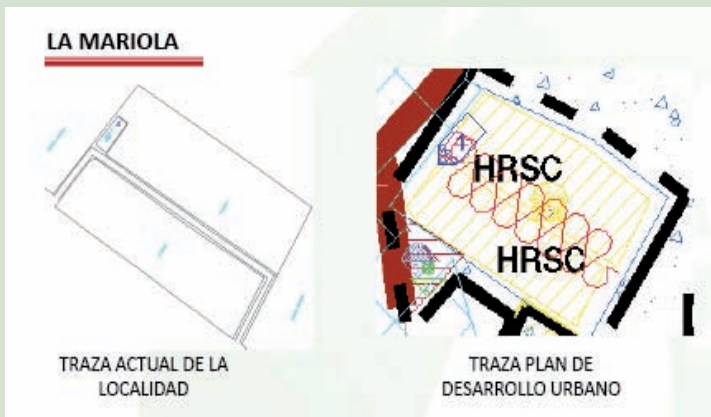 LA MARIOLA
HRSC
HRSC
TRAZA ACTUAL DE LA
LOCALIDAD
TRAZA PLAN DE
DESARROLLO URBANO